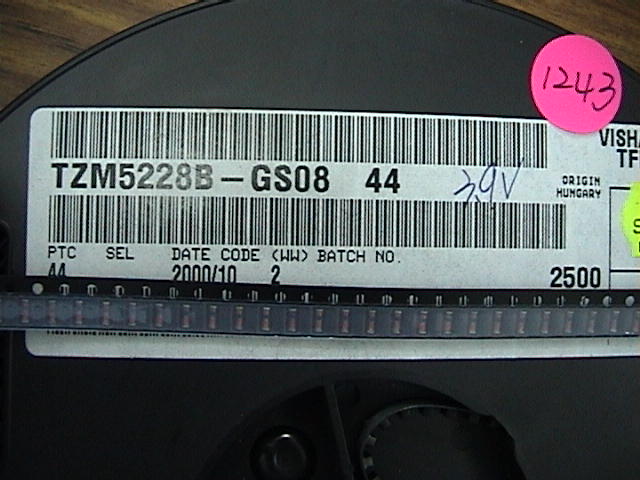 1243
VISHA
TF
TZM5228B-GS08 44
3.9V
ORIGIN
HUNGARY
PTC SEL DATE CODE (WW) BATCH NO.
44 2000/10 2 2500
S